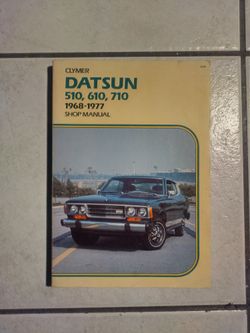 CLYMER
DATSUN
510, 610, 710
1968-1977
SHOP MANUAL